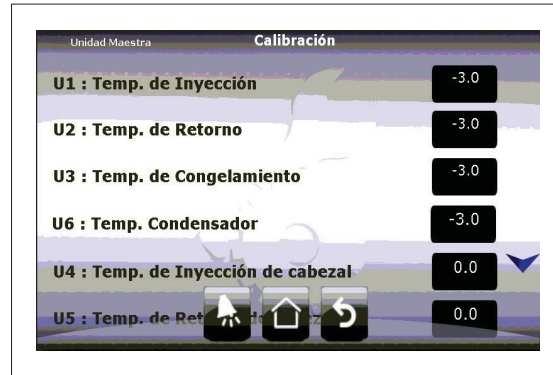 Unidad Maestra
Calibración
U1 : Temp. de Inyección
-3.0
U2 : Temp. de Retorno
-3.0
U3 : Temp. de Congelamiento
-3.0
U6 : Temp. Condensador
-3.0
U4 : Temp. de Inyección de cabezal
0.0
U5 : Temp. de
0.0